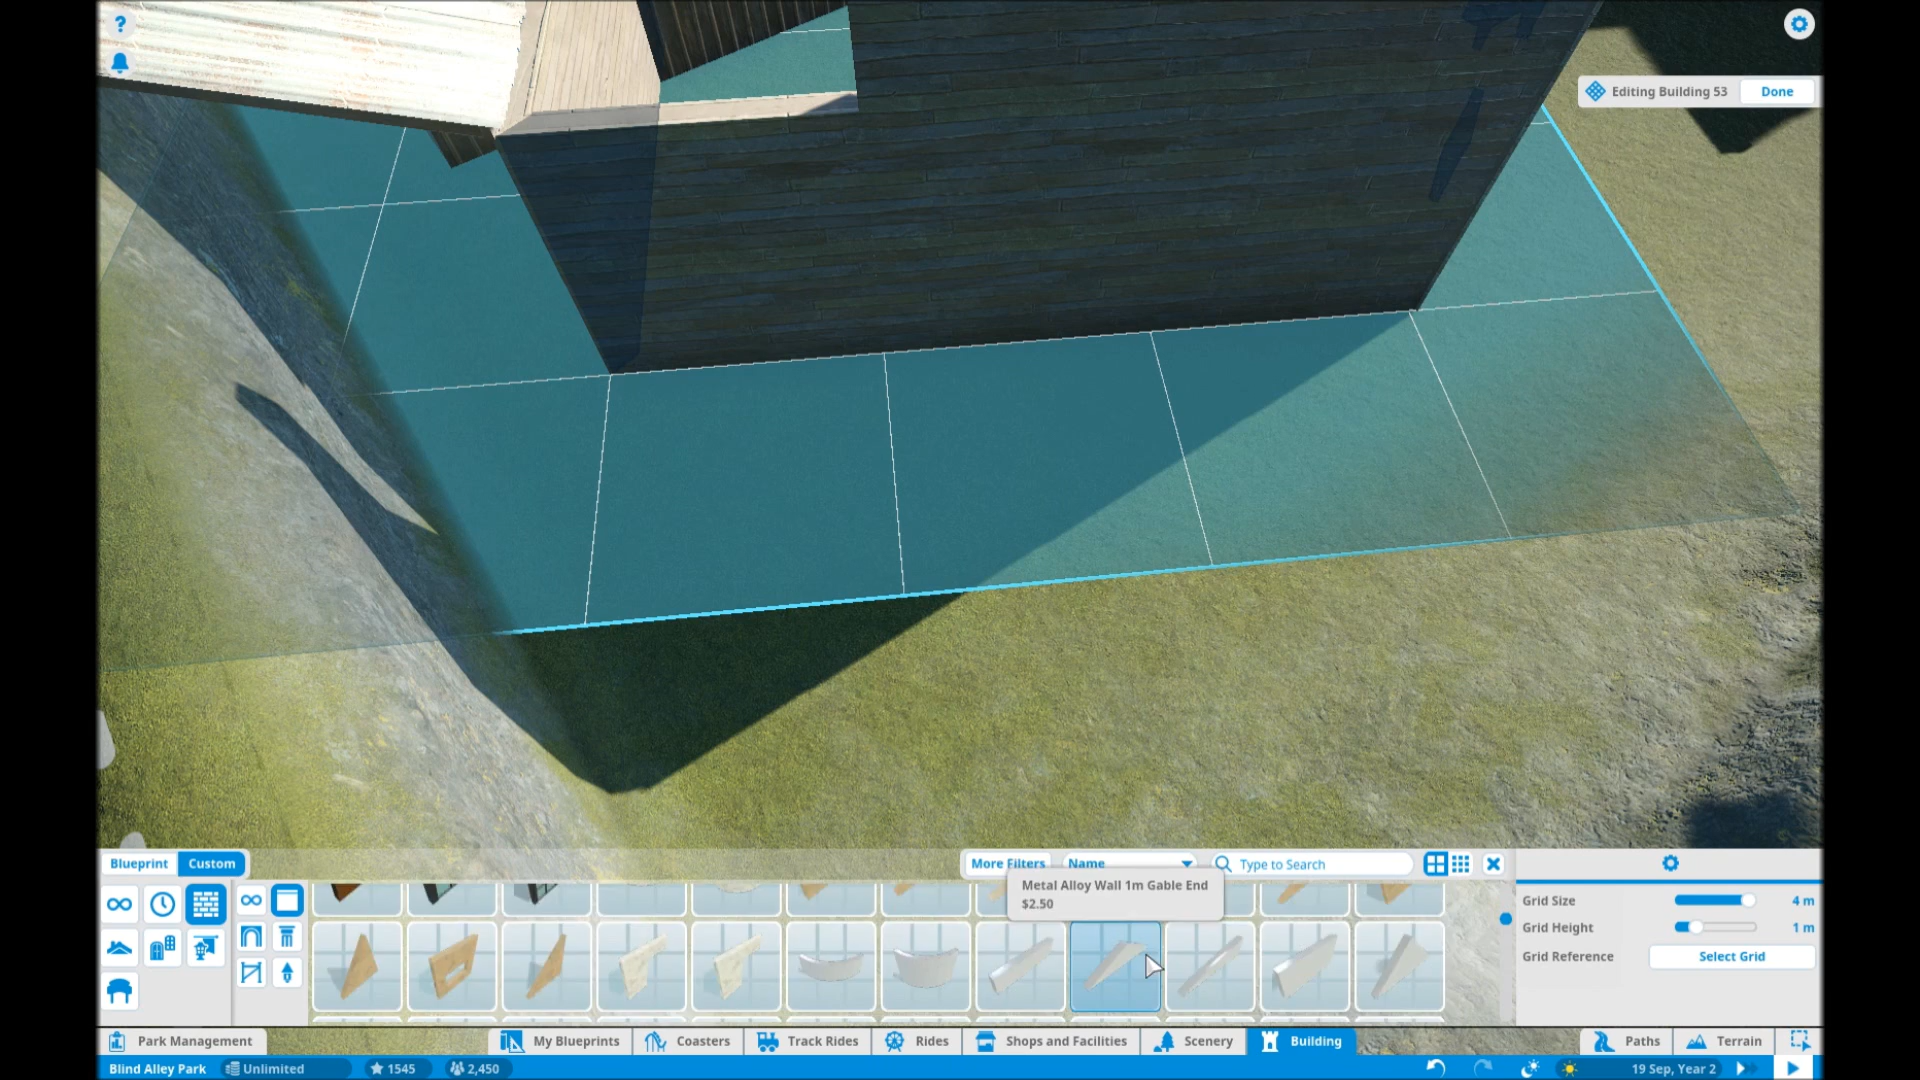 ?
Editing Building 53
Done
Blueprint
Custom
More Filters
Name
Type to Search
Metal Alloy Wall 1m Gable End
$2.50
Grid Size
4 m
Grid Height
1 m
Grid Reference
Select Grid
Park Management
My Blueprints
Coasters
Track Rides
Rides
Shops and Facilities
Scenery
Building
Paths
Terrain
Blind Alley Park
Unlimited
1545
2,450
19 Sep, Year 2